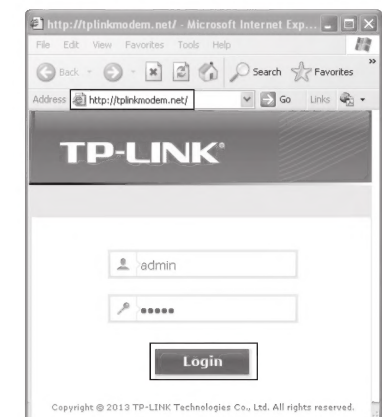 http://tplinkmodem.net/ - Microsoft Internet Exp...
File Edit View Favorites Tools Help
Back Search Favorites »
Address http://tplinkmodem.net/ Go Links
TP-LINK®
admin
●●●●●
Login
Copyright © 2013 TP-LINK Technologies Co., Ltd. All rights reserved.